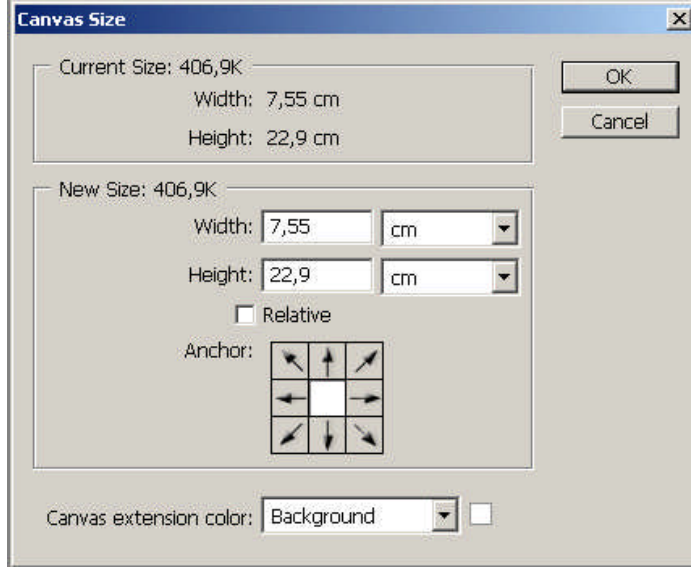 Canvas Size
Current Size: 406,9K
Width: 7,55 cm
Height: 22,9 cm
OK
Cancel
New Size: 406,9K
Width: 7,55 cm
Height: 22,9 cm
Relative
Anchor:
Canvas extension color: Background